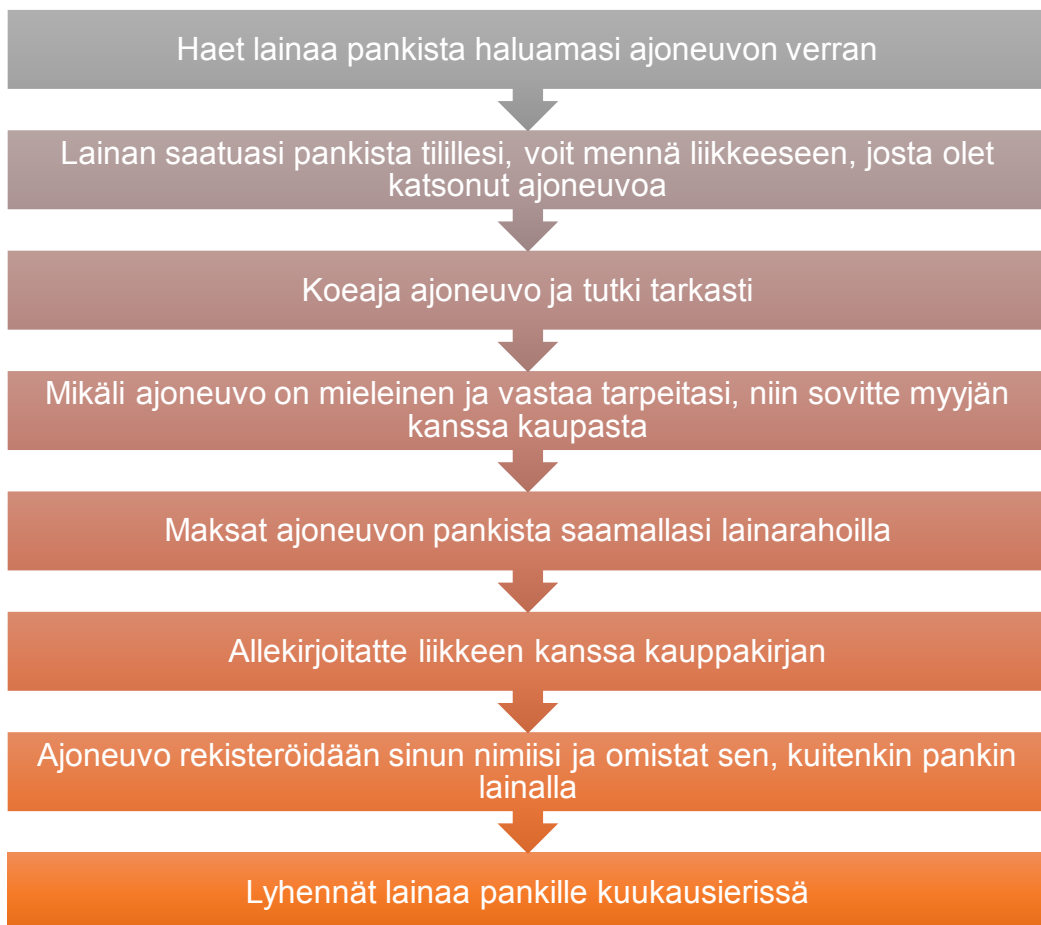 Haet lainaa pankista haluamasi ajoneuvon verran
Lainan saatuasi pankista tilillesi, voit mennä liikkeeseen, josta olet
katsonut ajoneuvoa
Koeaja ajoneuvo ja tutki tarkasti
Mikäli ajoneuvo on mieleinen ja vastaa tarpeitasi, niin sovitte myyjän
kanssa kaupasta
Maksat ajoneuvon pankista saamallasi lainarahoilla
Allekirjoitatte liikkeen kanssa kauppakirjan
Ajoneuvo rekisteröidään sinun nimiisi ja omistat sen, kuitenkin pankin
lainalla
Lyhennät lainaa pankille kuukausierissä